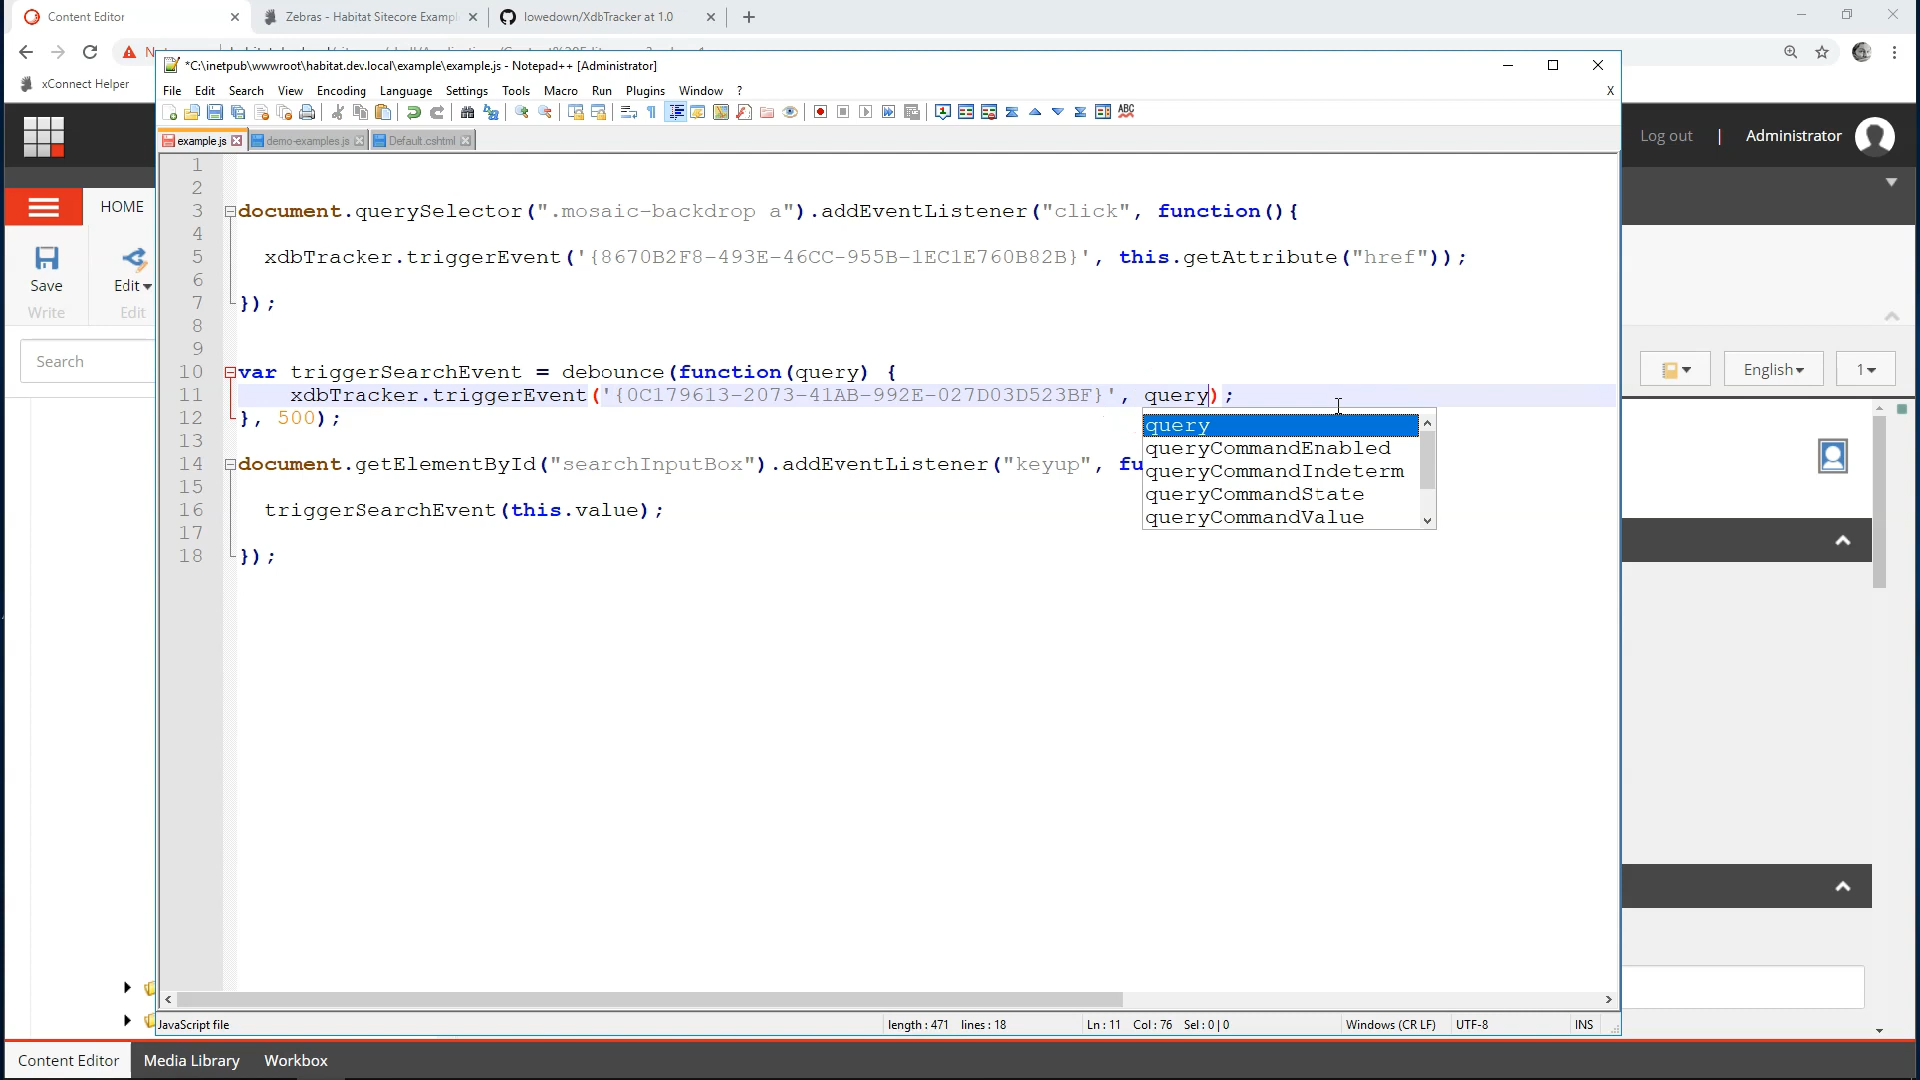 Content Editor
Zebras - Habitat Sitecore Exampl
lowedown/XdbTracker at 1.0
xConnect Helper
*C:\inetpub\wwwroot\habitat.dev.local\example\example.js - Notepad++ [Administrator]
File Edit Search View Encoding Language Settings Tools Macro Run Plugins Window ? X
example.js demo-examples.js Default.cshtml
Log out | Administrator
HOME
Save
Edit
Write
Edit
Search
English
1
1
2
3 document.querySelector(".mosaic-backdrop a").addEventListener("click", function(){
4
5 xdbTracker.triggerEvent('{8670B2F8-493E-46CC-955B-1EC1E760B82B}', this.getAttribute("href"));
6
7 });
8
9
10 var triggerSearchEvent = debounce(function(query) {
11 xdbTracker.triggerEvent('{0C179613-2073-41AB-992E-027D03D523BF}', query);
12 }, 500);
13
14 document.getElementById("searchInputBox").addEventListener("keyup", fu
15
16 triggerSearchEvent(this.value);
17
18 });
query
queryCommandEnabled
queryCommandIndeterm
queryCommandState
queryCommandValue
JavaScript file length : 471 lines : 18 Ln : 11 Col : 76 Sel : 0 | 0 Windows (CR LF) UTF-8 INS
Content Editor Media Library Workbox